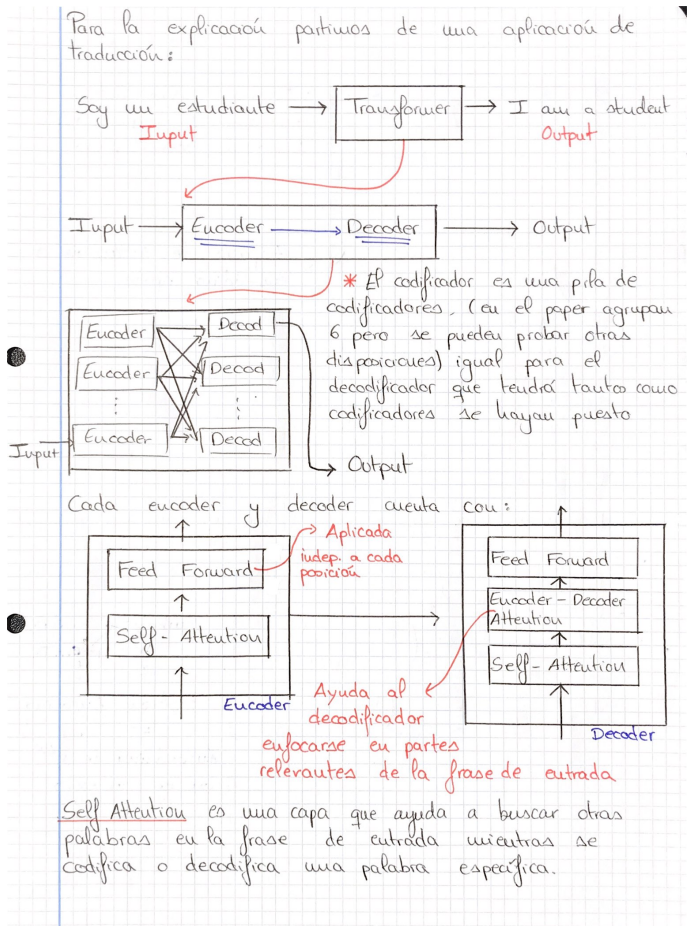 Para la explicación partimos de una aplicación de
traducción:
Soy un estudiante → Transformer → I am a student
Input
Output
Input → Encoder → Decoder → Output
* El codificador es una pila de
codificadores. (en el paper agrupan
6 pero se pueden probar otras
disposiciones) igual para el
decodificador que tendrá tantos como
codificadores se hayan puesto
Encoder
Decod
Encoder
Decod
⋮
⋮
Input
Encoder
Decod
Output
Cada encoder y decoder cuenta con:
Feed Forward
Self-Attention
Encoder
Aplicada
indep. a cada
posición
Feed Forward
Encoder-Decoder
Attention
Self-Attention
Decoder
Ayuda al
decodificador
enfocarse en partes
relevantes de la frase de entrada
Self Attention es una capa que ayuda a buscar otras
palabras en la frase de entrada mientras se
codifica o decodifica una palabra específica.